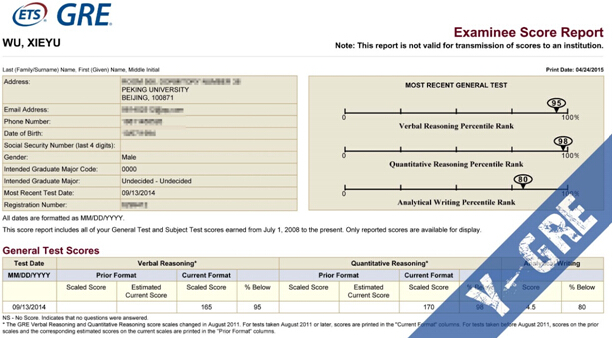 ETS GRE
Examinee Score Report
WU, XIEYU
Note: This report is not valid for transmission of scores to an institution.
Last (Family/Surname) Name, First (Given) Name, Middle Initial
Print Date: 04/24/2015
Address:
PEKING UNIVERSITY
BEIJING, 100871
Email Address:
Phone Number:
Date of Birth:
Social Security Number (last 4 digits):
Gender: Male
Intended Graduate Major Code: 0000
Intended Graduate Major: Undecided - Undecided
Most Recent Test Date: 09/13/2014
Registration Number:
MOST RECENT GENERAL TEST
95
0 100%
Verbal Reasoning Percentile Rank
98
0 100%
Quantitative Reasoning Percentile Rank
80
0 100%
Analytical Writing Percentile Rank
All dates are formatted as MM/DD/YYYY.
This score report includes all of your General Test and Subject Test scores earned from July 1, 2008 to the present. Only reported scores are available for display.
General Test Scores
Test Date Verbal Reasoning* Quantitative Reasoning* Writing
MM/DD/YYYY Prior Format Current Format Prior Format Current Format
Scaled Score Estimated Current Score Scaled Score % Below Scaled Score Estimated Current Score Scaled Score % Below
09/13/2014 165 95 170 98 4.5 80
NS - No Score. Indicates that no questions were answered.
* The GRE Verbal Reasoning and Quantitative Reasoning score scales changed in August 2011. For tests taken August 2011 or later, scores are printed in the "Current Format" columns. For tests taken before August 2011, scores on the prior
scales and the corresponding estimated scores on the current scales are printed in the "Prior Format" columns.
Y-GRE